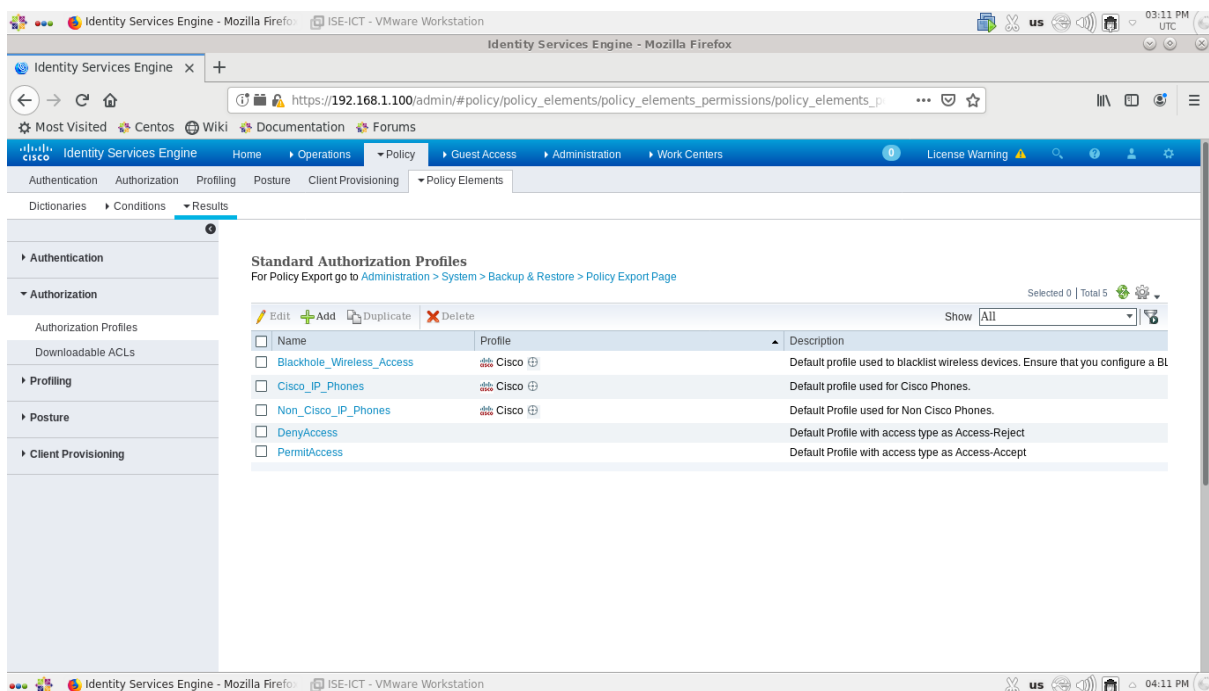 Identity Services Engine - Mozilla Firefo ISE-ICT - VMware Workstation us 03:11 PM UTC
Identity Services Engine - Mozilla Firefox
Identity Services Engine
https://192.168.1.100/admin/#policy/policy_elements/policy_elements_permissions/policy_elements_p
Most Visited Centos Wiki Documentation Forums
cisco Identity Services Engine Home Operations Policy Guest Access Administration Work Centers 0 License Warning
Authentication Authorization Profiling Posture Client Provisioning Policy Elements
Dictionaries Conditions Results
Authentication
Authorization
Authorization Profiles
Downloadable ACLs
Profiling
Posture
Client Provisioning
Standard Authorization Profiles
For Policy Export go to Administration > System > Backup & Restore > Policy Export Page
Selected 0 | Total 5
Edit Add Duplicate Delete Show All
Name Profile Description
Blackhole_Wireless_Access Cisco Default profile used to blacklist wireless devices. Ensure that you configure a BL
Cisco_IP_Phones Cisco Default profile used for Cisco Phones.
Non_Cisco_IP_Phones Cisco Default Profile used for Non Cisco Phones.
DenyAccess Default Profile with access type as Access-Reject
PermitAccess Default Profile with access type as Access-Accept
Identity Services Engine - Mozilla Firefo ISE-ICT - VMware Workstation us 04:11 PM